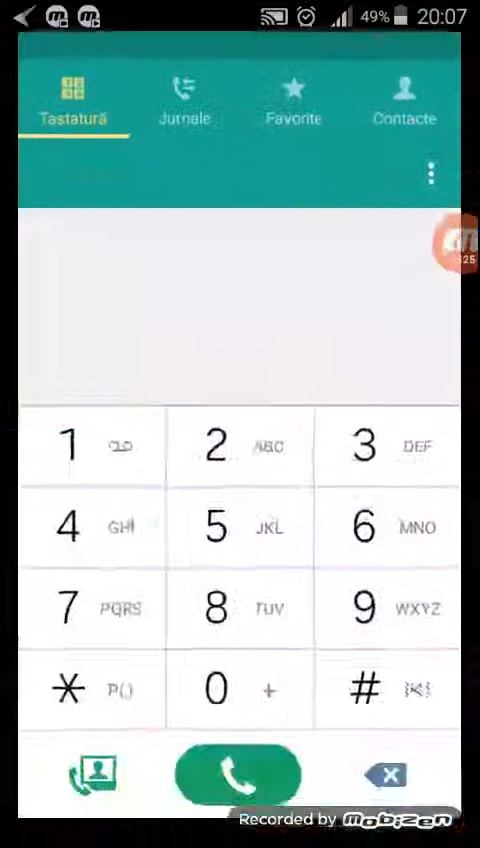 49% 20:07
Tastatură Jurnale Favorite Contacte
:25
1 2 ABC 3 DEF
4 GHI 5 JKL 6 MNO
7 PQRS 8 TUV 9 WXYZ
* P() 0 + #
Recorded by mobizen